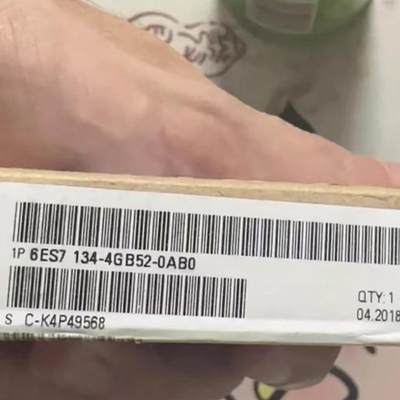 1P 6ES7 134-4GB52-0AB0
QTY: 1
S C-K4P49568
04.2018